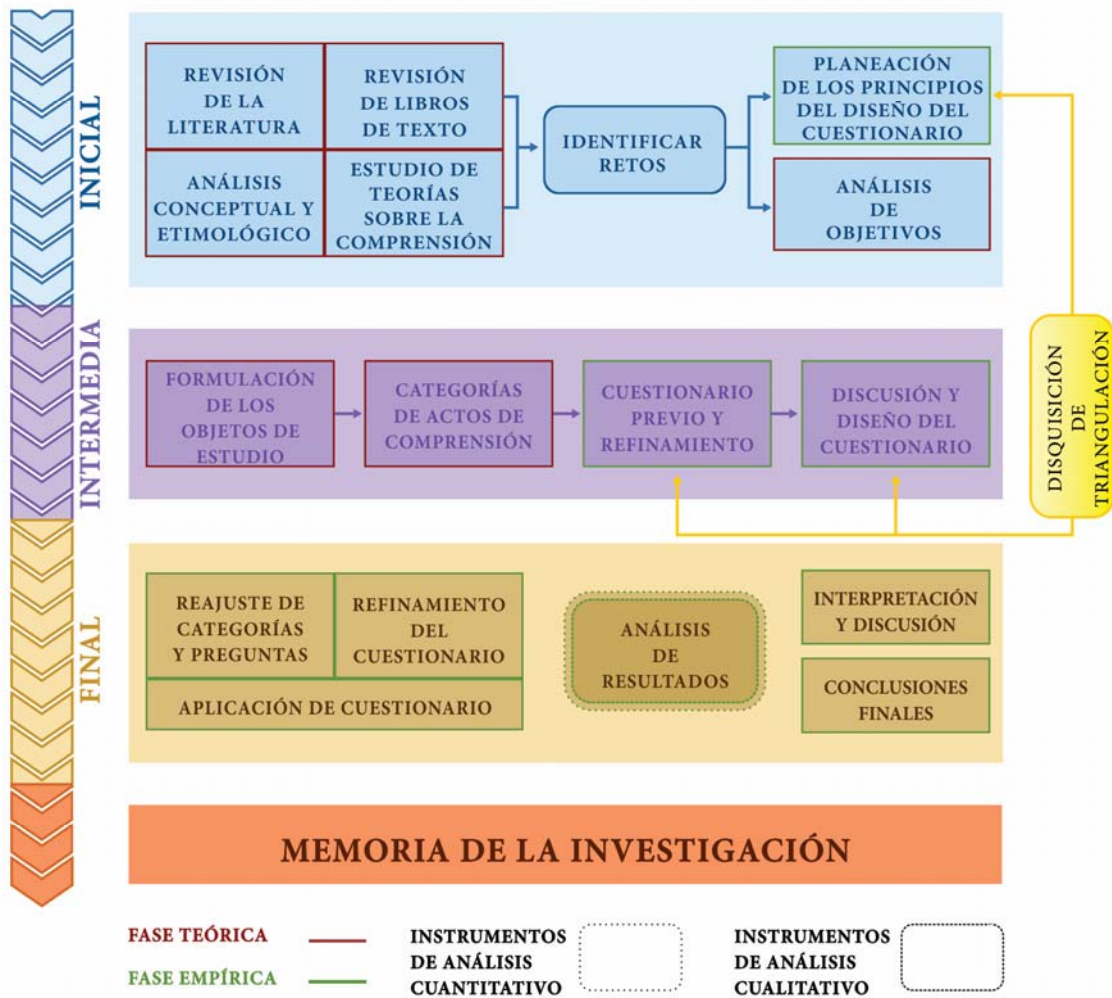 INICIAL
REVISIÓN
DE LA
LITERATURA
REVISIÓN
DE LIBROS
DE TEXTO
ANÁLISIS
CONCEPTUAL Y
ETIMOLÓGICO
ESTUDIO DE
TEORÍAS
SOBRE LA
COMPRENSIÓN
IDENTIFICAR
RETOS
PLANEACIÓN
DE LOS PRINCIPIOS
DEL DISEÑO DEL
CUESTIONARIO
ANÁLISIS
DE
OBJETIVOS
DISQUISICIÓN
DE
TRIANGULACIÓN
INTERMEDIA
FORMULACIÓN
DE LOS
OBJETOS DE
ESTUDIO
CATEGORÍAS
DE ACTOS DE
COMPRENSIÓN
CUESTIONARIO
PREVIO Y
REFINAMIENTO
DISCUSIÓN Y
DISEÑO DEL
CUESTIONARIO
FINAL
REAJUSTE DE
CATEGORÍAS
Y PREGUNTAS
REFINAMIENTO
DEL
CUESTIONARIO
APLICACIÓN DE CUESTIONARIO
ANÁLISIS
DE
RESULTADOS
INTERPRETACIÓN
Y DISCUSIÓN
CONCLUSIONES
FINALES
MEMORIA DE LA INVESTIGACIÓN
FASE TEÓRICA
FASE EMPÍRICA
INSTRUMENTOS
DE ANÁLISIS
CUANTITATIVO
INSTRUMENTOS
DE ANÁLISIS
CUALITATIVO